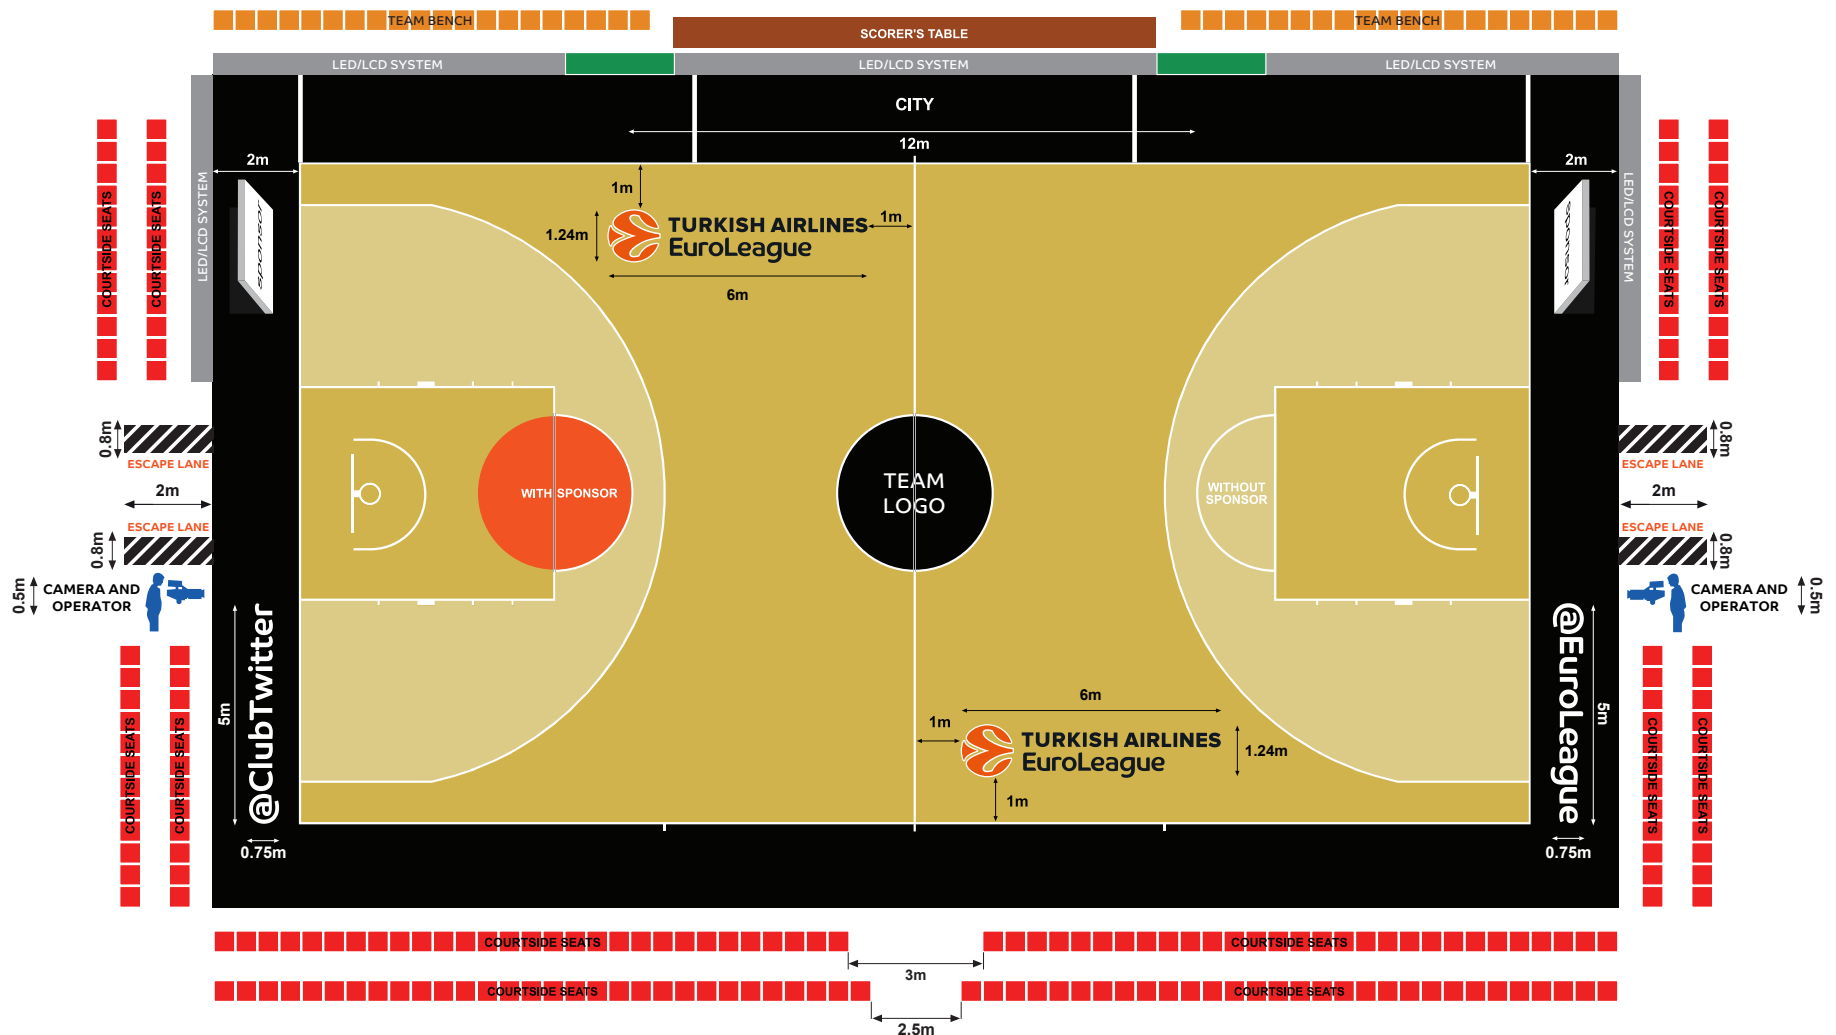 TEAM BENCH
TEAM BENCH
SCORER'S TABLE
LED/LCD SYSTEM
LED/LCD SYSTEM
LED/LCD SYSTEM
CITY
12m
2m
2m
LED/LCD SYSTEM
LED/LCD SYSTEM
COURTSIDE SEATS
COURTSIDE SEATS
COURTSIDE SEATS
COURTSIDE SEATS
sponsor
sponsor
1m
1.24m
TURKISH AIRLINES
EuroLeague
1m
6m
0.8m
ESCAPE LANE
2m
ESCAPE LANE
0.8m
0.8m
ESCAPE LANE
2m
ESCAPE LANE
0.8m
WITH SPONSOR
TEAM
LOGO
WITHOUT
SPONSOR
0.5m
CAMERA AND
OPERATOR
CAMERA AND
OPERATOR
0.5m
5m
@ClubTwitter
0.75m
@EuroLeague
5m
0.75m
6m
1m
TURKISH AIRLINES
EuroLeague
1.24m
1m
COURTSIDE SEATS
COURTSIDE SEATS
COURTSIDE SEATS
COURTSIDE SEATS
COURTSIDE SEATS
COURTSIDE SEATS
3m
COURTSIDE SEATS
COURTSIDE SEATS
2.5m